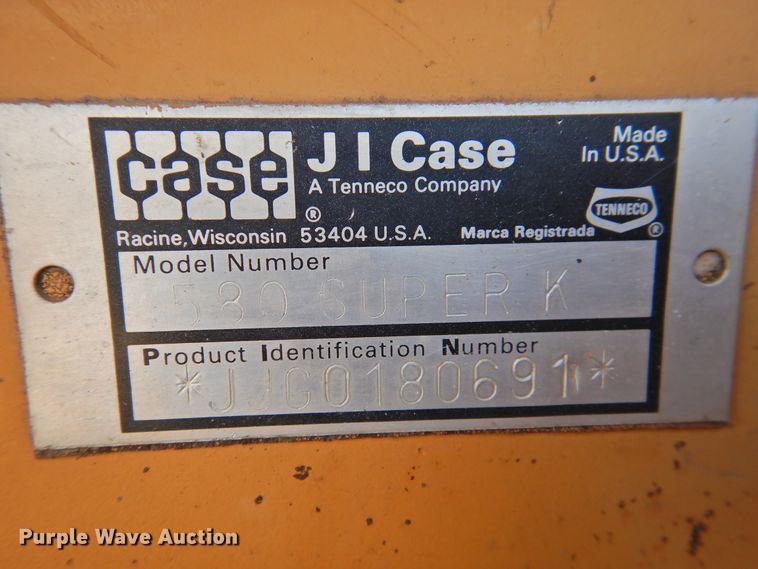 case
J I Case
A Tenneco Company
®
Made
In U.S.A.
TENNECO
®
Racine, Wisconsin 53404 U.S.A. Marca Registrada
Model Number
580 SUPER K
Product Identification Number
*JJG0180691*
Purple Wave Auction